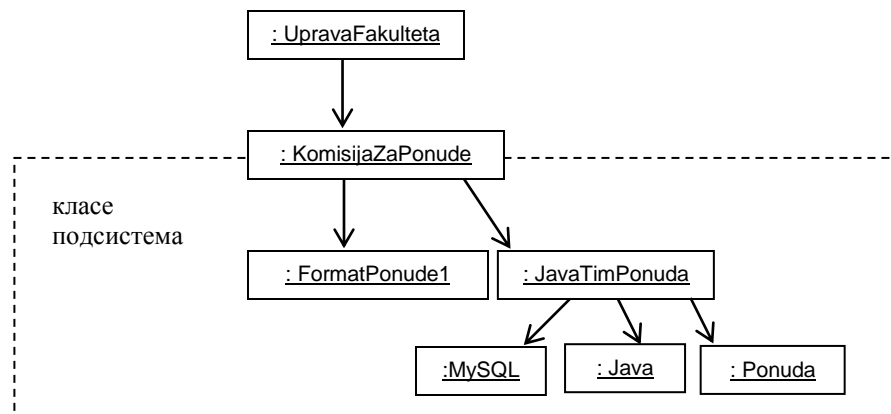 : UpravaFakulteta
: KomisijaZaPonude
класе
подсистема
: FormatPonude1
: JavaTimPonuda
:MySQL
: Java
: Ponuda